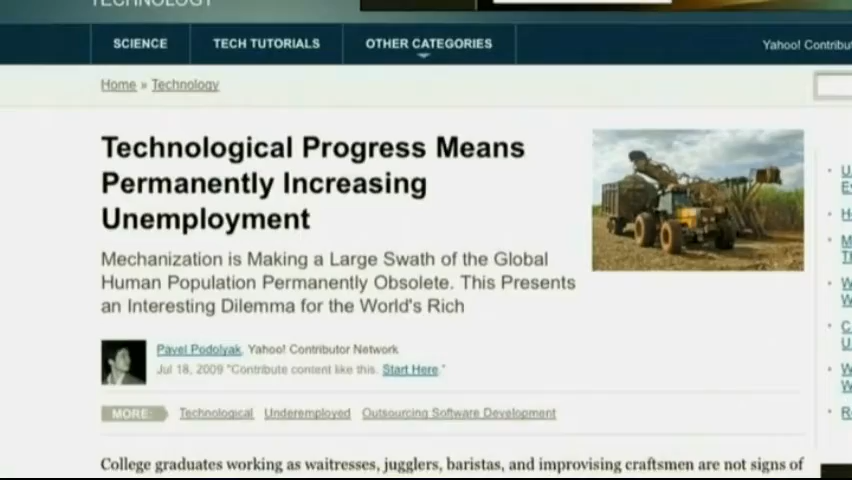 TECHNOLOGY
SCIENCE TECH TUTORIALS OTHER CATEGORIES Yahoo! Contribu
Home » Technology
Technological Progress Means
Permanently Increasing
Unemployment
Mechanization is Making a Large Swath of the Global
Human Population Permanently Obsolete. This Presents
an Interesting Dilemma for the World's Rich
Pavel Podolyak, Yahoo! Contributor Network
Jul 18, 2009 "Contribute content like this. Start Here."
MORE: Technological Underemployed Outsourcing Software Development
College graduates working as waitresses, jugglers, baristas, and improvising craftsmen are not signs of